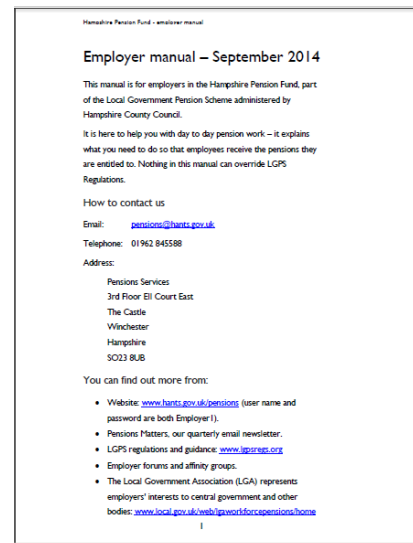 Hampshire Pension Fund - employer manual
Employer manual – September 2014
This manual is for employers in the Hampshire Pension Fund, part
of the Local Government Pension Scheme administered by
Hampshire County Council.
It is here to help you with day to day pension work – it explains
what you need to do so that employees receive the pensions they
are entitled to. Nothing in this manual can override LGPS
Regulations.
How to contact us
Email: pensions@hants.gov.uk
Telephone: 01962 845588
Address:
Pensions Services
3rd Floor Ell Court East
The Castle
Winchester
Hampshire
SO23 8UB
You can find out more from:
• Website: www.hants.gov.uk/pensions (user name and
password are both Employer1).
• Pensions Matters, our quarterly email newsletter.
• LGPS regulations and guidance: www.lgpsregs.org
• Employer forums and affinity groups.
• The Local Government Association (LGA) represents
employers' interests to central government and other
bodies: www.local.gov.uk/web/lgaworkforcepensions/home
1